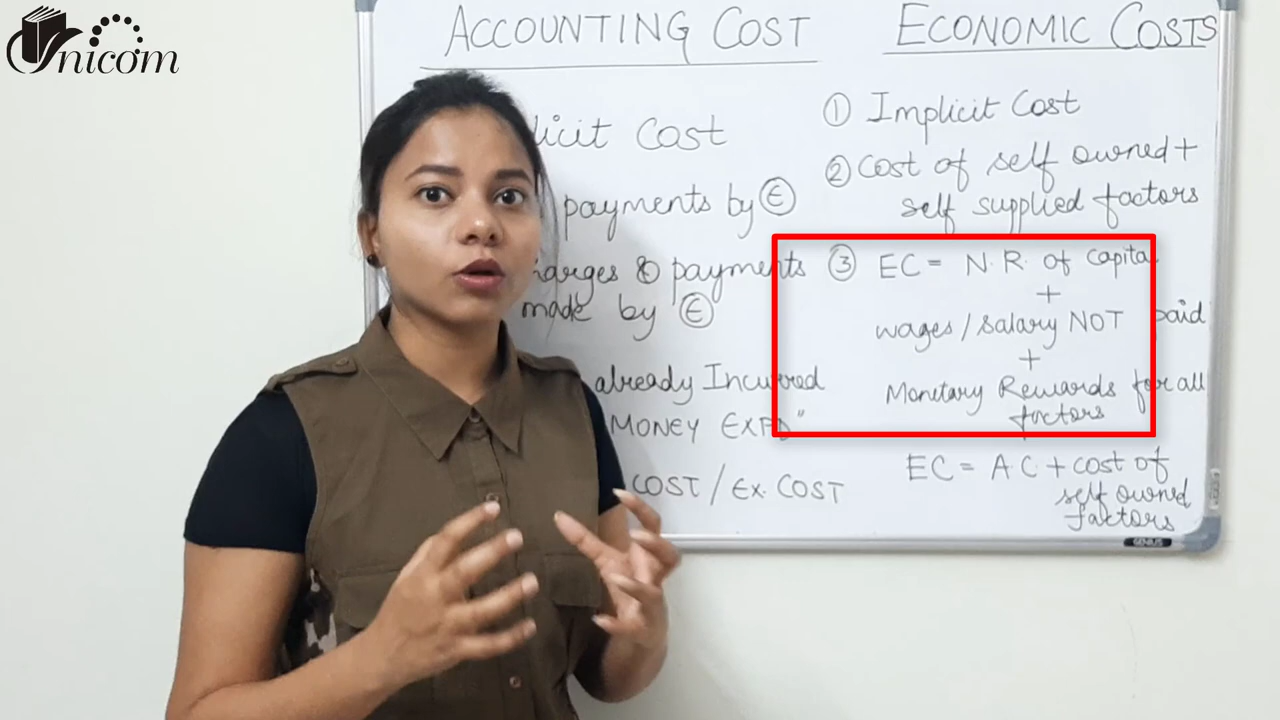 Unicom
ACCOUNTING COST
licit Cost
payments by Ⓔ
harges & payments
made by Ⓔ
already Incurred
MONEY EXPD"
COST / EX. COST
ECONOMIC COSTS
① Implicit Cost
② Cost of self owned +
self supplied factors
③ EC = N.R. of Capital
+
wages/salary NOT paid
+
Monetary Rewards for all
factors
EC = A.C + cost of
self owned
factors
GENIUS